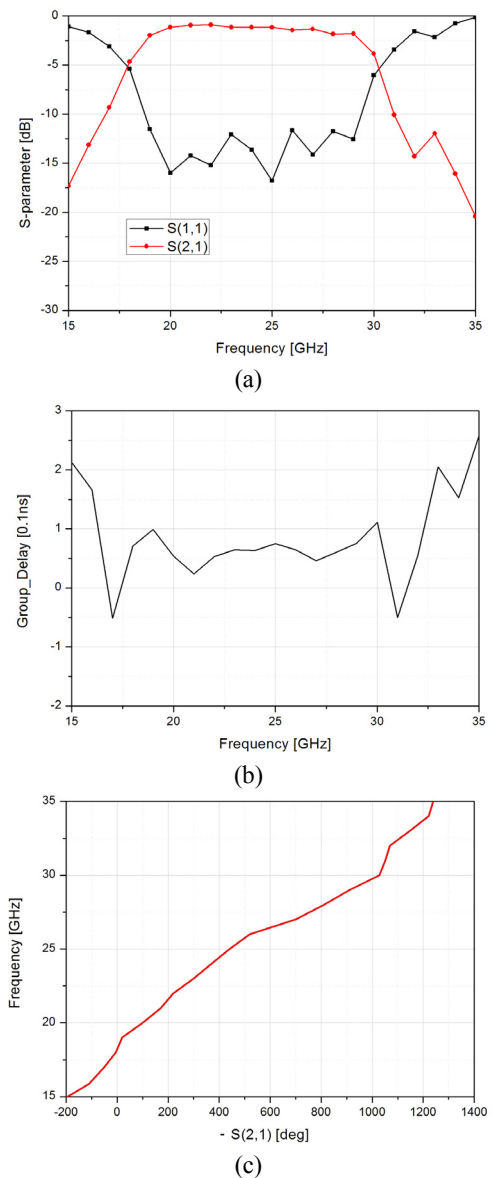 0
-5
-10
-15
-20
-25
-30
S-parameter [dB]
S(1,1)
S(2,1)
15 20 25 30 35
Frequency [GHz]
(a)
3
2
1
0
-1
-2
Group_Delay [0.1ns]
15 20 25 30 35
Frequency [GHz]
(b)
35
30
25
20
15
Frequency [GHz]
-200 0 200 400 600 800 1000 1200 1400
- S(2,1) [deg]
(c)